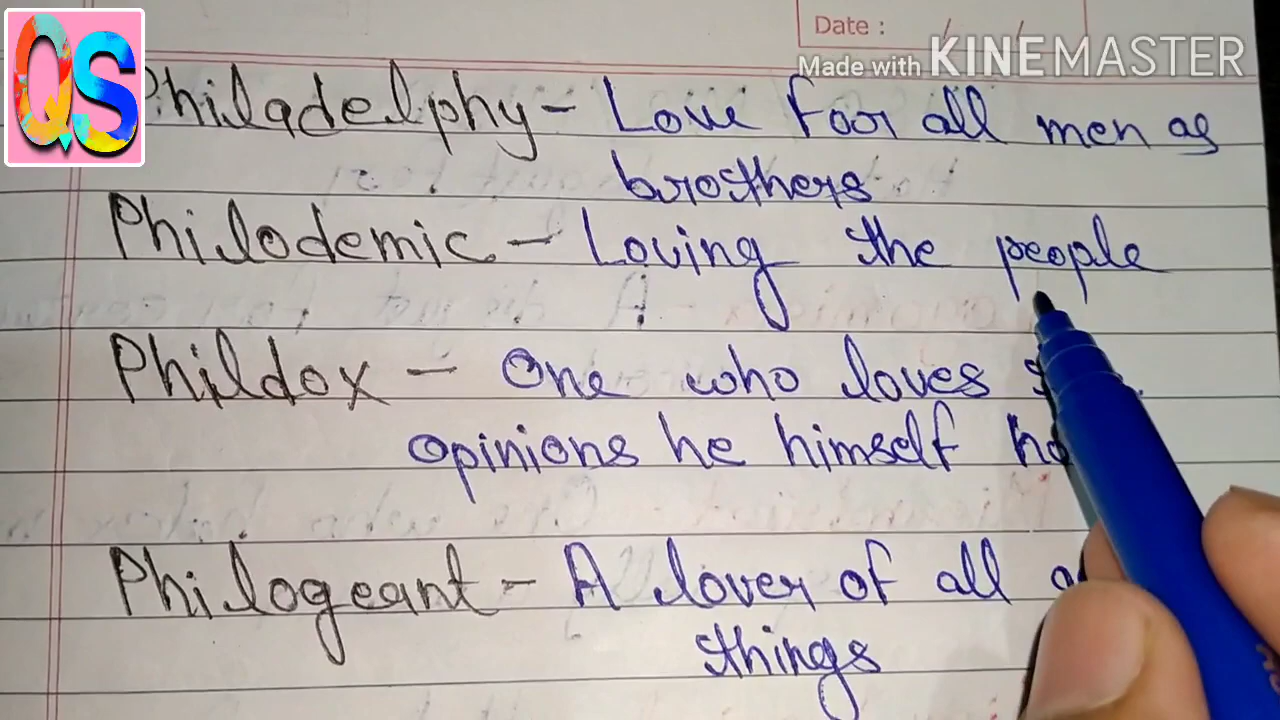 QS
Date : / /
Made with KINEMASTER
Philadelphy - Love foor all men as
brothers
Philodemic - Loving the people
Phildox - One who loves
opinions he himself
Philogeant - A lover of all
things